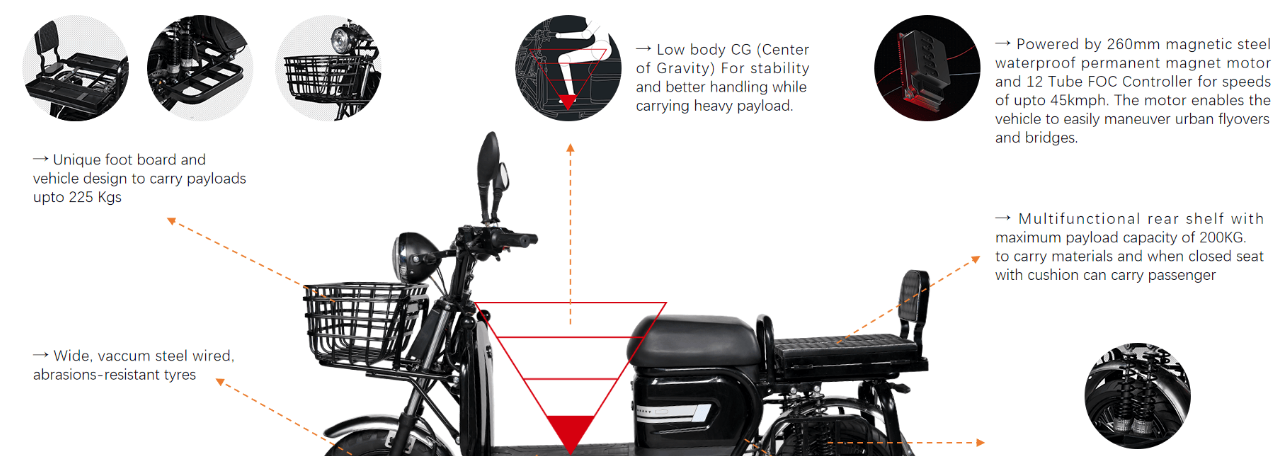 → Low body CG (Center
of Gravity) For stability
and better handling while
carrying heavy payload.
→ Powered by 260mm magnetic steel
waterproof permanent magnet motor
and 12 Tube FOC Controller for speeds
of upto 45kmph. The motor enables the
vehicle to easily maneuver urban flyovers
and bridges.
→ Unique foot board and
vehicle design to carry payloads
upto 225 Kgs
→ Multifunctional rear shelf with
maximum payload capacity of 200KG.
to carry materials and when closed seat
with cushion can carry passenger
→ Wide, vaccum steel wired,
abrasions-resistant tyres